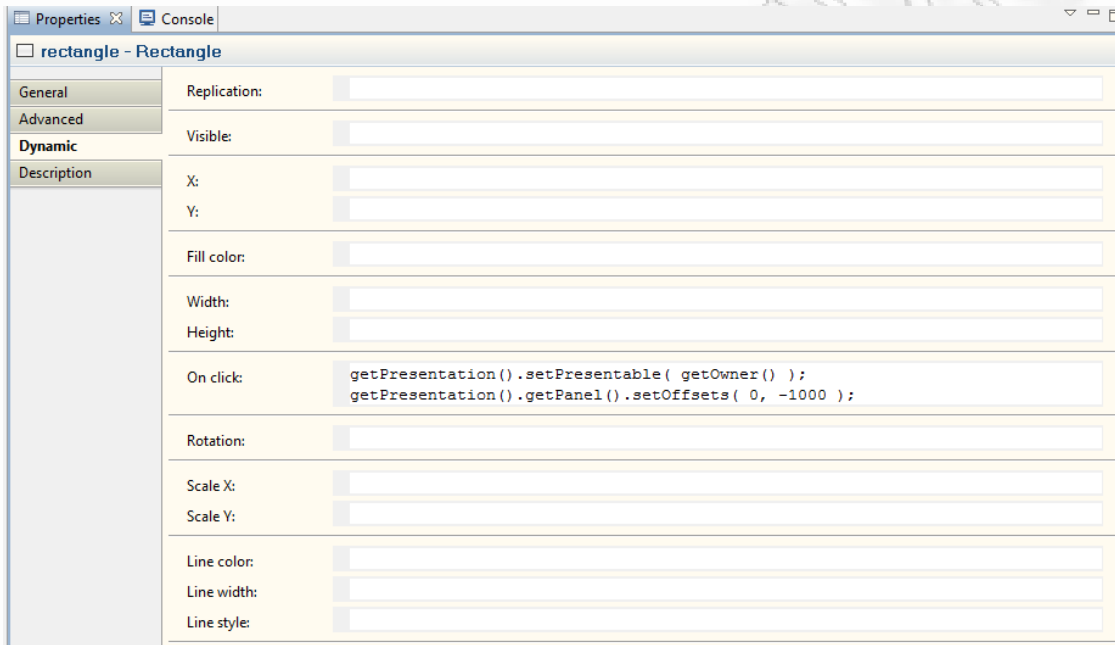 Properties Console
rectangle - Rectangle
General
Advanced
Dynamic
Description
Replication:
Visible:
X:
Y:
Fill color:
Width:
Height:
On click: getPresentation().setPresentable( getOwner() );
getPresentation().getPanel().setOffsets( 0, -1000 );
Rotation:
Scale X:
Scale Y:
Line color:
Line width:
Line style: